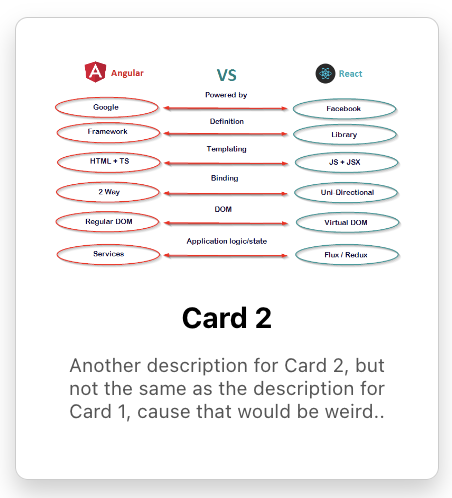 Angular VS React
Powered by
Google Facebook
Definition
Framework Library
Templating
HTML + TS JS + JSX
Binding
2 Way Uni Directional
DOM
Regular DOM Virtual DOM
Application logic/state
Services Flux / Redux
Card 2
Another description for Card 2, but
not the same as the description for
Card 1, cause that would be weird..